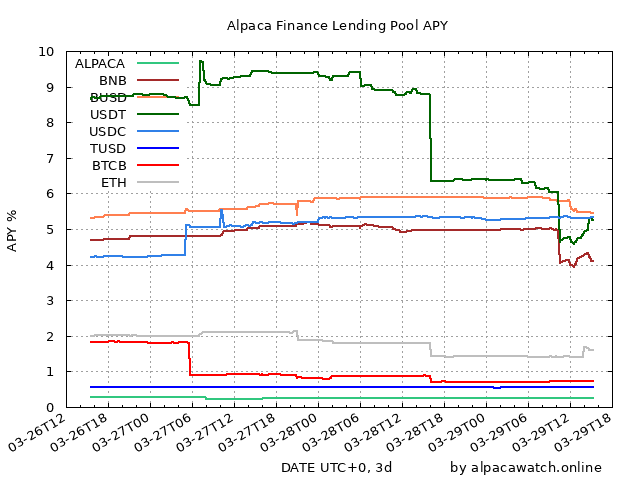 Alpaca Finance Lending Pool APY
10
9
8
7
6
5
4
3
2
1
0
APY %
ALPACA
BNB
BUSD
USDT
USDC
TUSD
BTCB
ETH
03-26T12
03-26T18
03-27T00
03-27T06
03-27T12
03-27T18
03-28T00
03-28T06
03-28T12
03-28T18
03-29T00
03-29T06
03-29T12
03-29T18
DATE UTC+0, 3d
by alpacawatch.online